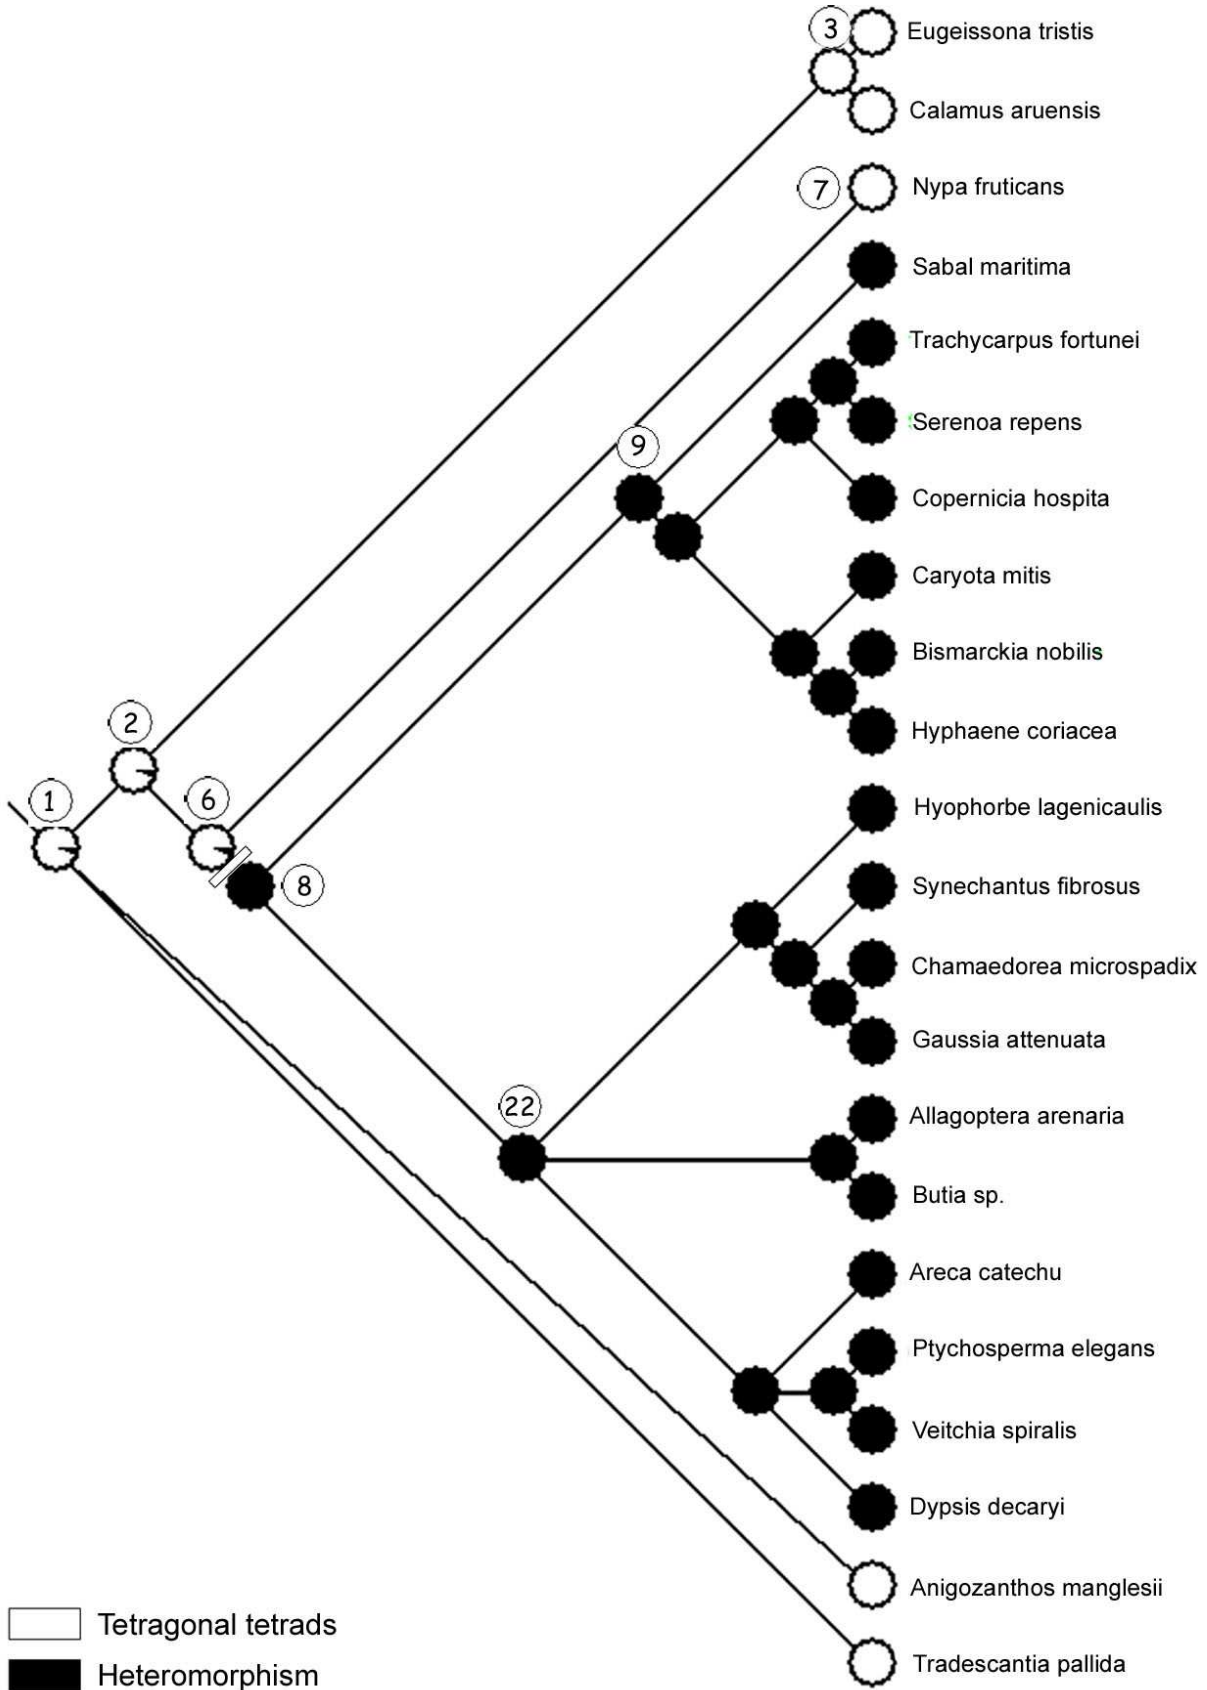 3
Eugeissona tristis
Calamus aruensis
7
Nypa fruticans
Sabal maritima
Trachycarpus fortunei
Serenoa repens
9
Copernicia hospita
Caryota mitis
Bismarckia nobilis
Hyphaene coriacea
2
1
6
Hyophorbe lagenicaulis
8
Synechantus fibrosus
Chamaedorea microspadix
Gaussia attenuata
22
Allagoptera arenaria
Butia sp.
Areca catechu
Ptychosperma elegans
Veitchia spiralis
Dypsis decaryi
Anigozanthos manglesii
Tetragonal tetrads
Tradescantia pallida
Heteromorphism